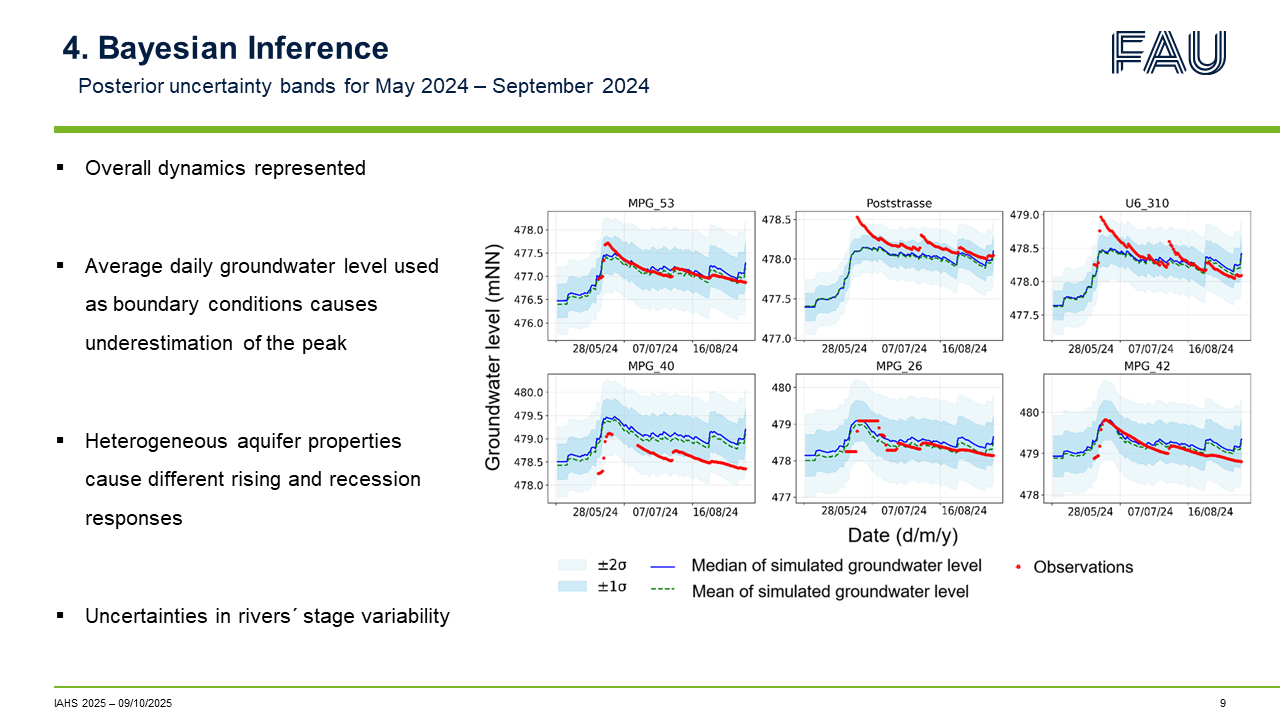 4. Bayesian Inference
FAU
Posterior uncertainty bands for May 2024 – September 2024
▪ Overall dynamics represented
▪ Average daily groundwater level used
as boundary conditions causes
underestimation of the peak
▪ Heterogeneous aquifer properties
cause different rising and recession
responses
▪ Uncertainties in rivers´ stage variability
Groundwater level (mNN)
MPG_53
478.0
477.5
477.0
476.5
476.0
28/05/24 07/07/24 16/08/24
Poststrasse
478.5
478.0
477.5
477.0
28/05/24 07/07/24 16/08/24
U6_310
479.0
478.5
478.0
477.5
28/05/24 07/07/24 16/08/24
MPG_40
480.0
479.5
479.0
478.5
478.0
28/05/24 07/07/24 16/08/24
MPG_26
480
479
478
477
28/05/24 07/07/24 16/08/24
MPG_42
480
479
478
28/05/24 07/07/24 16/08/24
Date (d/m/y)
±2σ
±1σ
Median of simulated groundwater level
Mean of simulated groundwater level
Observations
IAHS 2025 – 09/10/2025
9